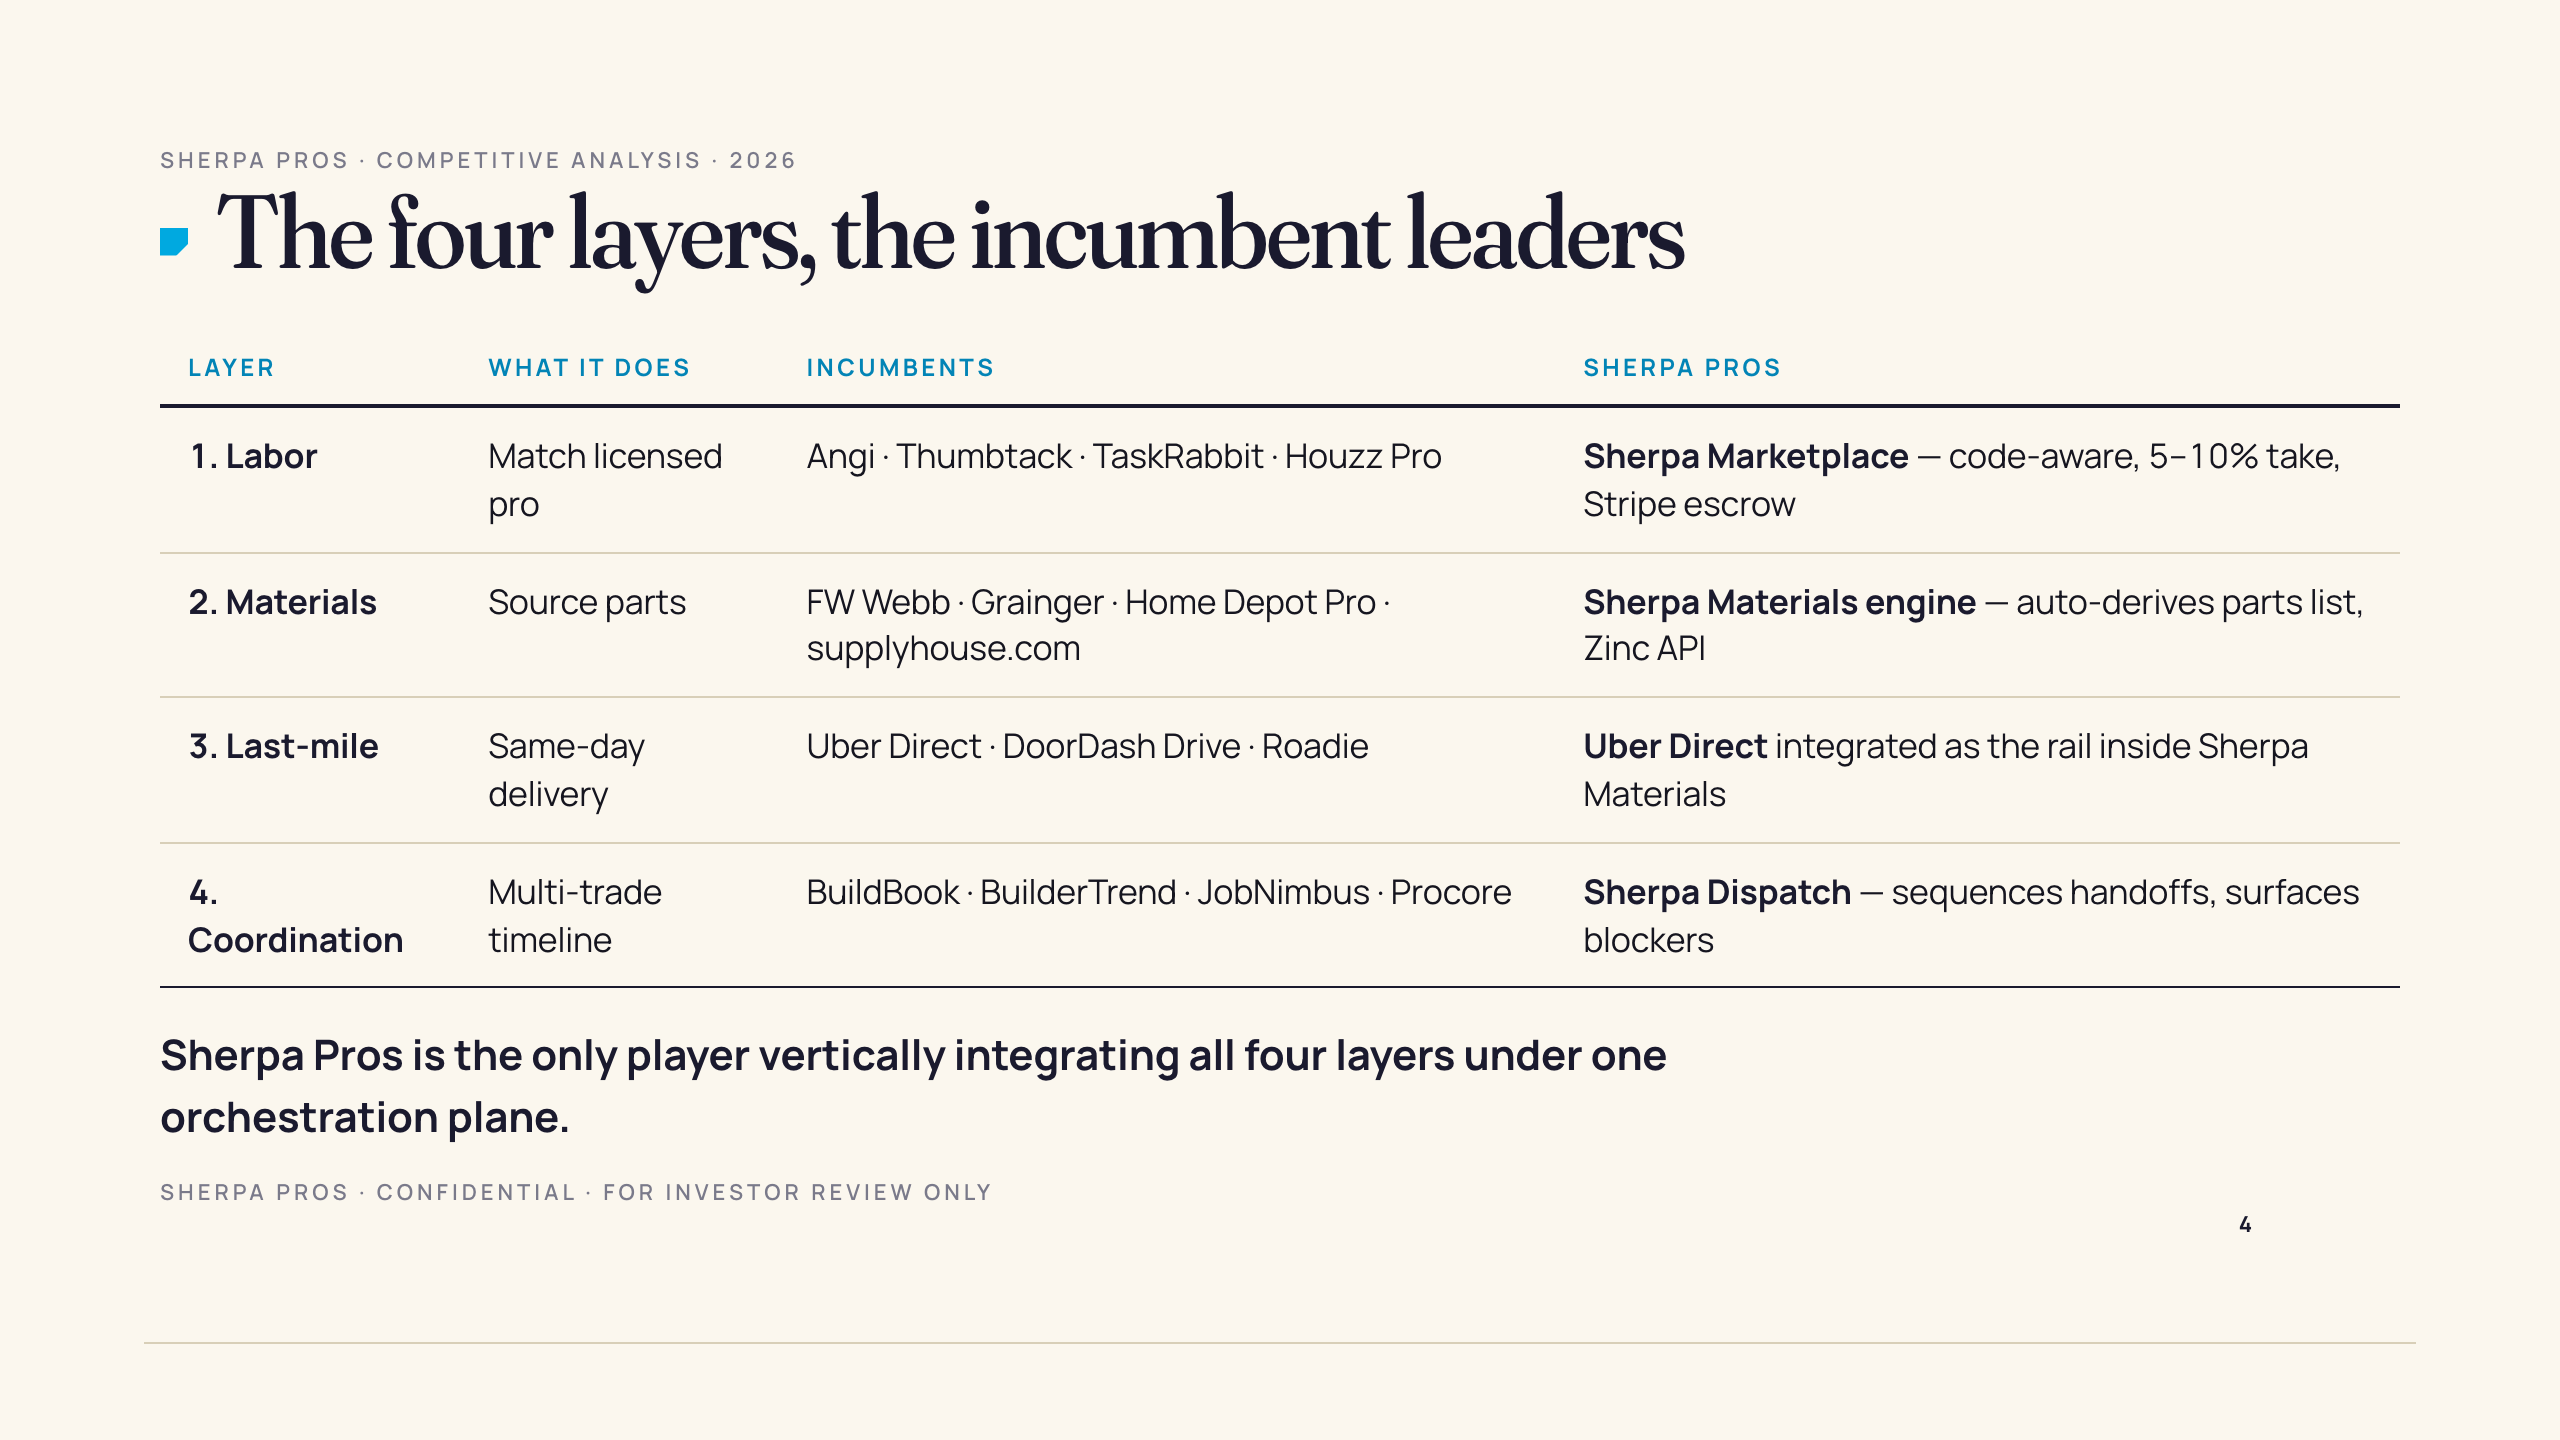 SHERPA PROS · COMPETITIVE ANALYSIS · 2026
The four layers, the incumbent leaders
LAYER WHAT IT DOES INCUMBENTS SHERPA PROS
1. Labor Match licensed Angi · Thumbtack · TaskRabbit · Houzz Pro Sherpa Marketplace — code-aware, 5–10% take,
pro Stripe escrow
2. Materials Source parts FW Webb · Grainger · Home Depot Pro · Sherpa Materials engine — auto-derives parts list,
supplyhouse.com Zinc API
3. Last-mile Same-day Uber Direct · DoorDash Drive · Roadie Uber Direct integrated as the rail inside Sherpa
delivery Materials
4. Multi-trade BuildBook · BuilderTrend · JobNimbus · Procore Sherpa Dispatch — sequences handoffs, surfaces
Coordination timeline blockers
Sherpa Pros is the only player vertically integrating all four layers under one
orchestration plane.
SHERPA PROS · CONFIDENTIAL · FOR INVESTOR REVIEW ONLY
4